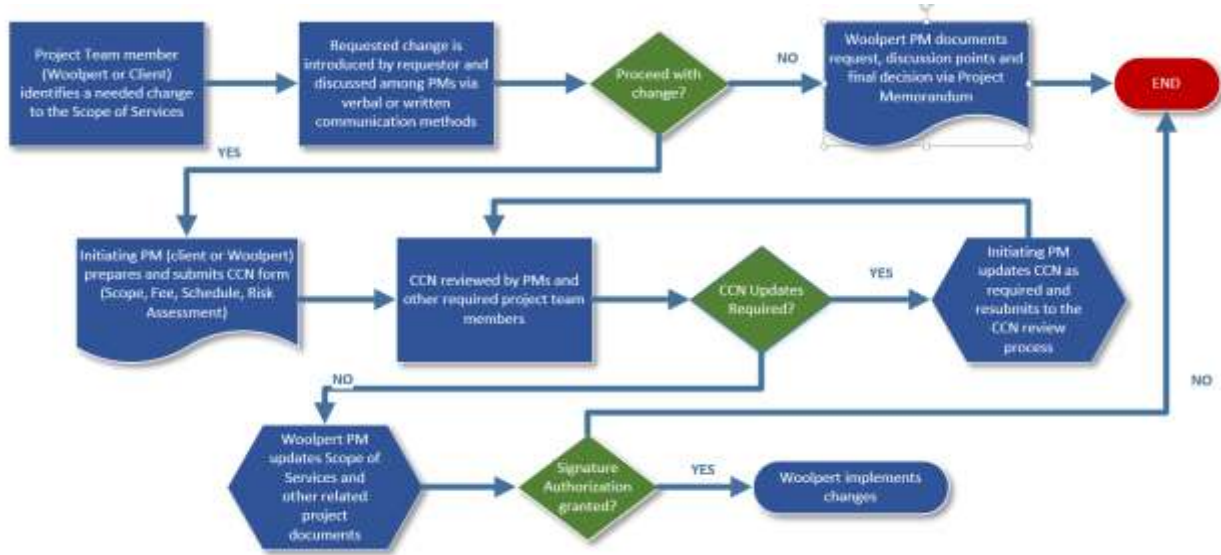 Project Team member
(Woolpert or Client)
identifies a needed change
to the Scope of Services
Requested change is
introduced by requestor and
discussed among PMs via
verbal or written
communication methods
Proceed with
change?
NO
Woolpert PM documents
request, discussion points and
final decision via Project
Memorandum
END
YES
Initiating PM (client or Woolpert)
prepares and submits CCN form
(Scope, Fee, Schedule, Risk
Assessment)
CCN reviewed by PMs and
other required project team
members
CCN Updates
Required?
YES
Initiating PM
updates CCN as
required and
resubmits to the
CCN review
process
NO
NO
Woolpert PM
updates Scope of
Services and
other related
project
documents
Signature
Authorization
granted?
YES
Woolpert implements
changes